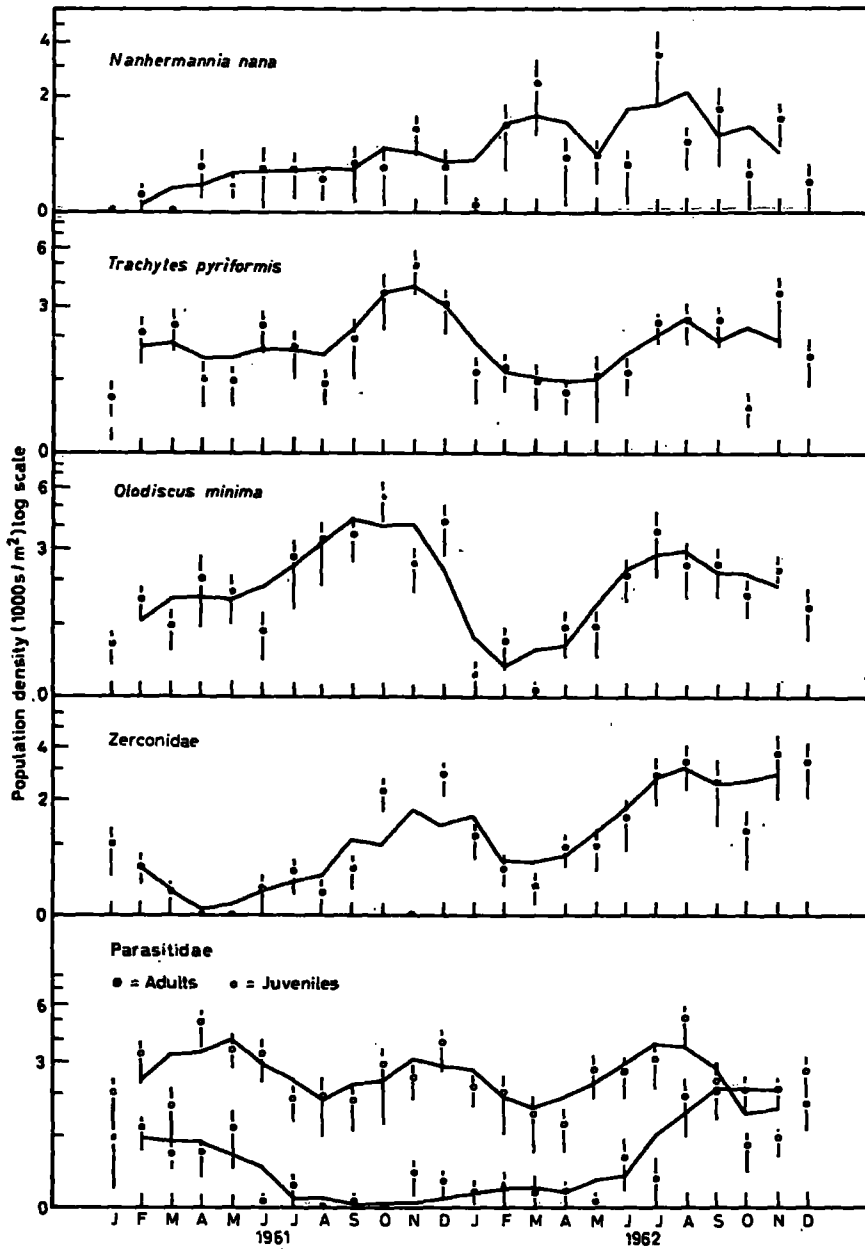 4
Nanhermannia nana
2
0
6
Trachytes pyriformis
3
0
6
Olodiscus minima
3
0
Zerconidae
4
2
0
Population density (1000s/m²) log scale
Parasitidae
= Adults = Juveniles
6
3
0
J F M A M J J A S O N D J F M A M J J A S O N D
1961 1962